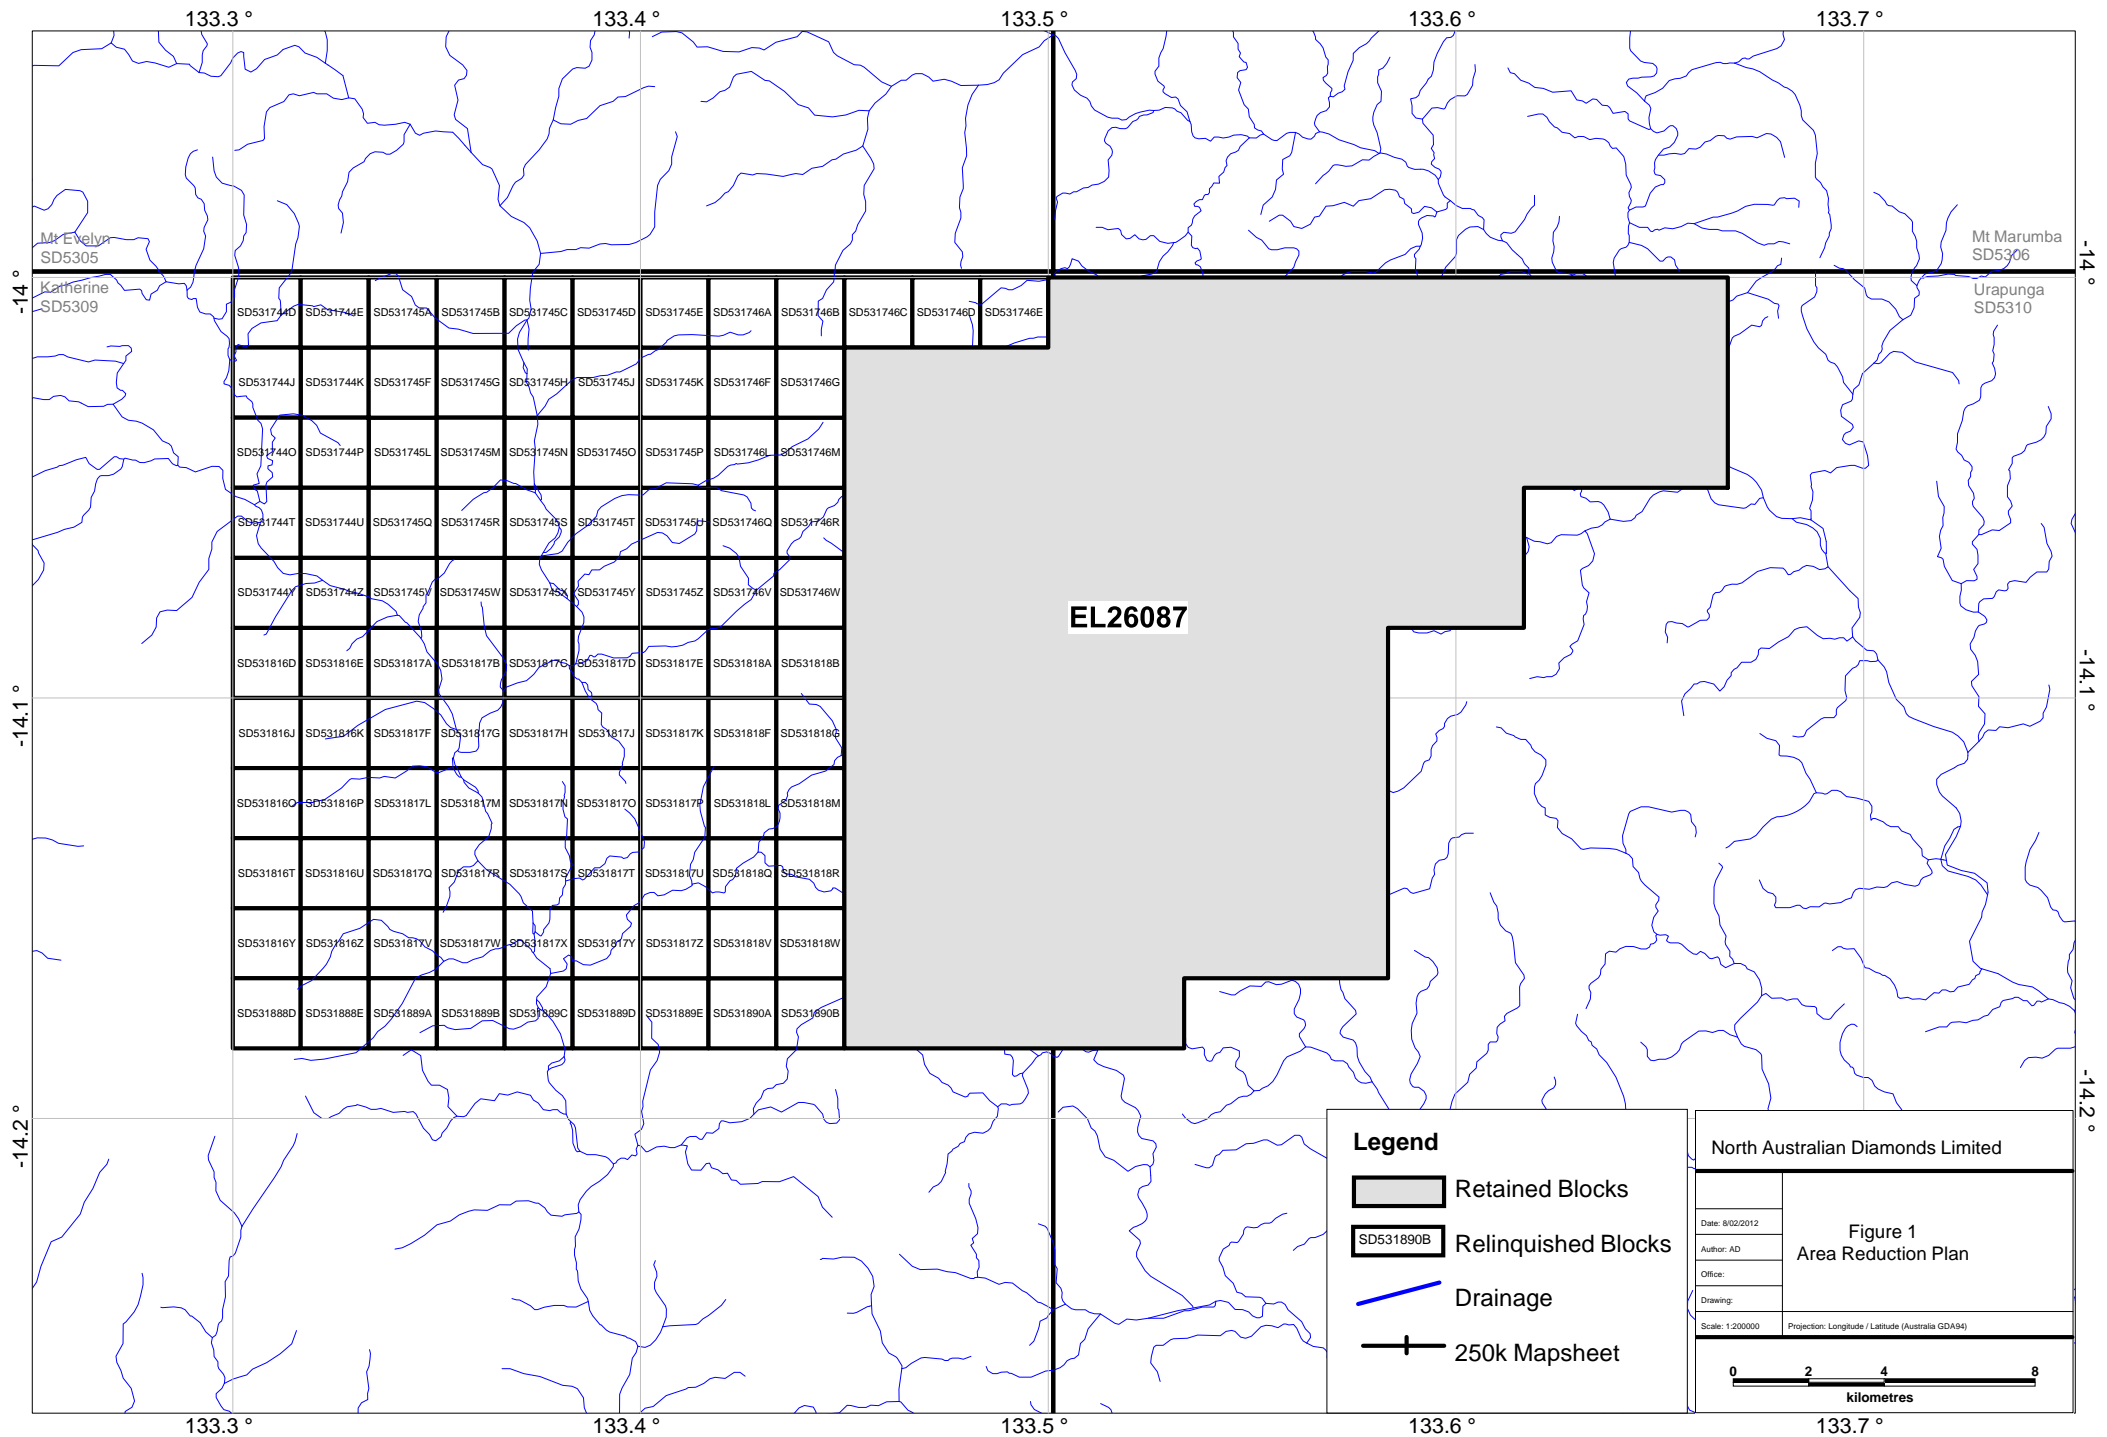 133.3 °
133.4 °
133.5 °
133.6 °
133.7 °
Mt Evelyn
SD5305
Mt Marumba
SD5306
-14 °
-14 °
Katherine
SD5309
Urapunga
SD5310
SD531744D SD531744E SD531745A SD531745B SD531745C SD531745D SD531745E SD531746A SD531746B SD531746C SD531746D SD531746E
SD531744J SD531744K SD531745F SD531745G SD531745H SD531745J SD531745K SD531746F SD531746G
SD531744O SD531744P SD531745L SD531745M SD531745N SD531745O SD531745P SD531746L SD531746M
SD531744T SD531744U SD531745Q SD531745R SD531745S SD531745T SD531745U SD531746Q SD531746R
SD531744Y SD531744Z SD531745V SD531745W SD531745X SD531745Y SD531745Z SD531746V SD531746W
EL26087
SD531816D SD531816E SD531817A SD531817B SD531817C SD531817D SD531817E SD531818A SD531818B
-14.1 °
-14.1 °
SD531816J SD531816K SD531817F SD531817G SD531817H SD531817J SD531817K SD531818F SD531818G
SD531816O SD531816P SD531817L SD531817M SD531817N SD531817O SD531817P SD531818L SD531818M
SD531816T SD531816U SD531817Q SD531817R SD531817S SD531817T SD531817U SD531818Q SD531818R
SD531816Y SD531816Z SD531817V SD531817W SD531817X SD531817Y SD531817Z SD531818V SD531818W
SD531888D SD531888E SD531889A SD531889B SD531889C SD531889D SD531889E SD531890A SD531890B
-14.2 °
-14.2 °
Legend
Retained Blocks
SD531890B Relinquished Blocks
Drainage
250k Mapsheet
North Australian Diamonds Limited
Date: 8/02/2012
Author: AD
Office:
Drawing:
Scale: 1:200000
Figure 1
Area Reduction Plan
Projection: Longitude / Latitude (Australia GDA94)
0 2 4 8
kilometres
133.3 °
133.4 °
133.5 °
133.6 °
133.7 °